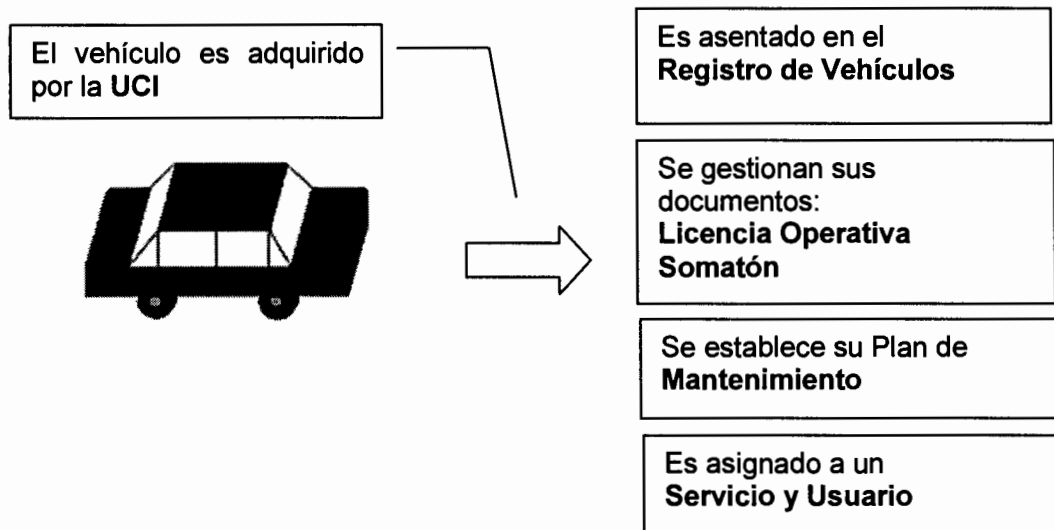 El vehículo es adquirido
por la UCI
Es asentado en el
Registro de Vehículos
Se gestionan sus
documentos:
Licencia Operativa
Somatón
Se establece su Plan de
Mantenimiento
Es asignado a un
Servicio y Usuario